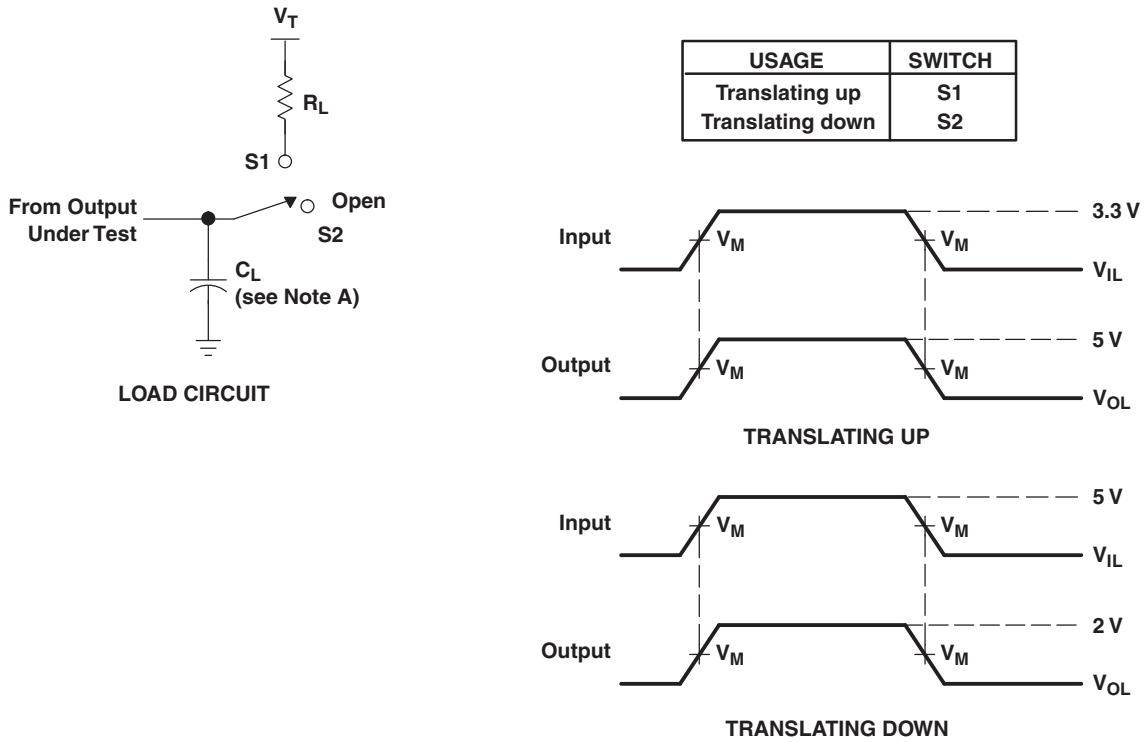 V_T
R_L
S1
From Output
Under Test
Open
S2
C_L
(see Note A)
LOAD CIRCUIT
USAGE SWITCH
Translating up S1
Translating down S2
3.3 V
Input V_M V_M
V_IL
5 V
Output V_M V_M
V_OL
TRANSLATING UP
5 V
Input V_M V_M
V_IL
2 V
Output V_M V_M
V_OL
TRANSLATING DOWN